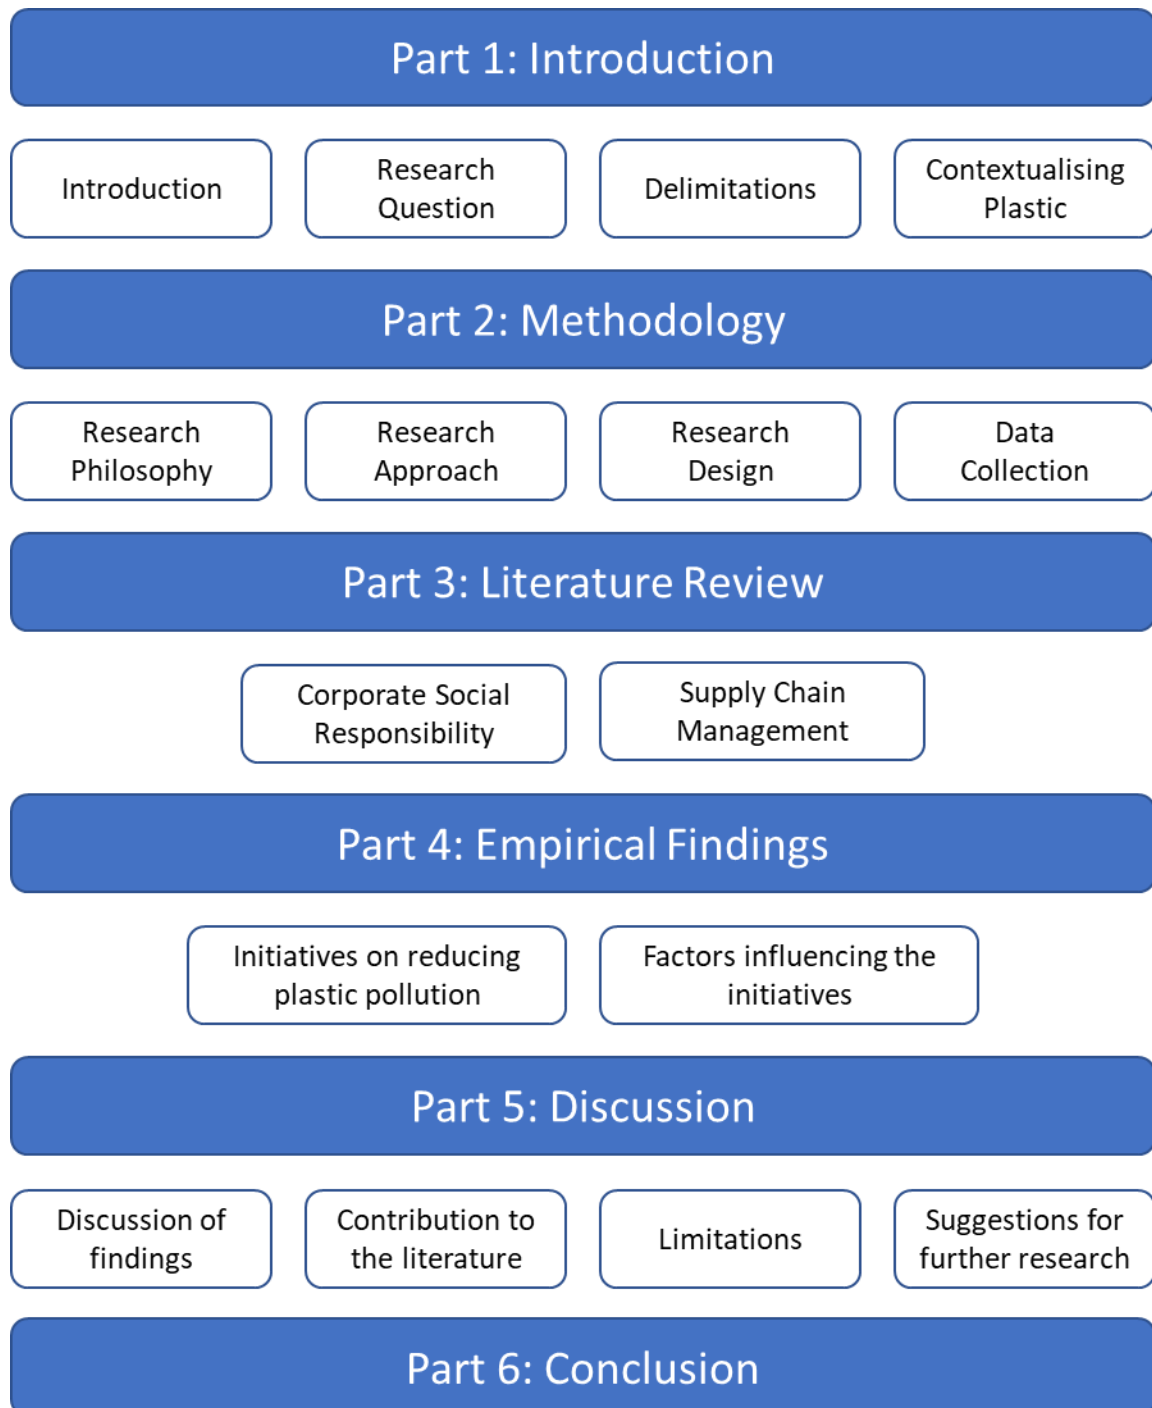 Part 1: Introduction
Introduction
Research
Question
Delimitations
Contextualising
Plastic
Part 2: Methodology
Research
Philosophy
Research
Approach
Research
Design
Data
Collection
Part 3: Literature Review
Corporate Social
Responsibility
Supply Chain
Management
Part 4: Empirical Findings
Initiatives on reducing
plastic pollution
Factors influencing the
initiatives
Part 5: Discussion
Discussion of
findings
Contribution to
the literature
Limitations
Suggestions for
further research
Part 6: Conclusion